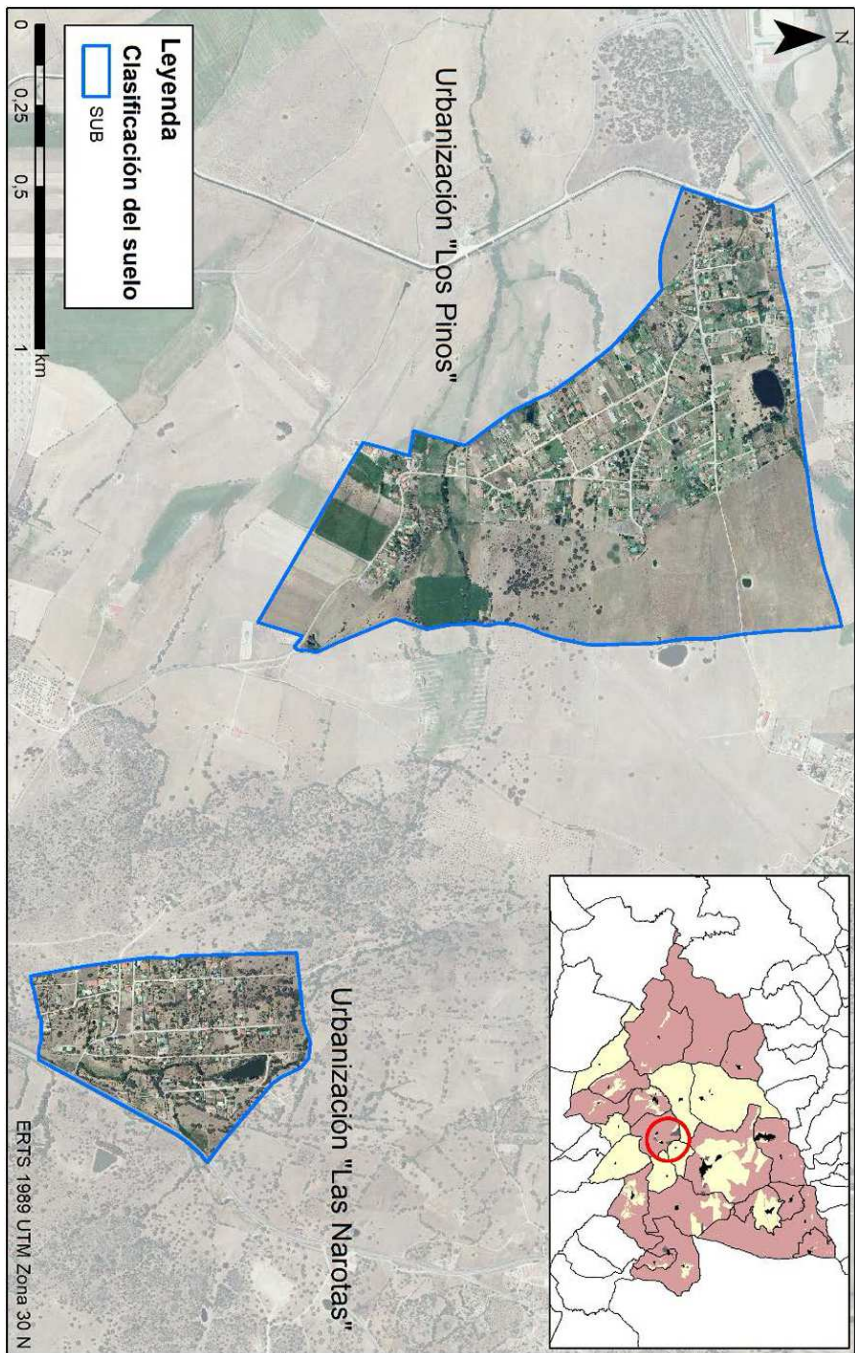 N
Urbanización "Los Pinos"
Urbanización "Las Narotas"
Leyenda
Clasificación del suelo
SUB
0 0,25 0,5 1
km
ERTS 1989 UTM Zona 30 N